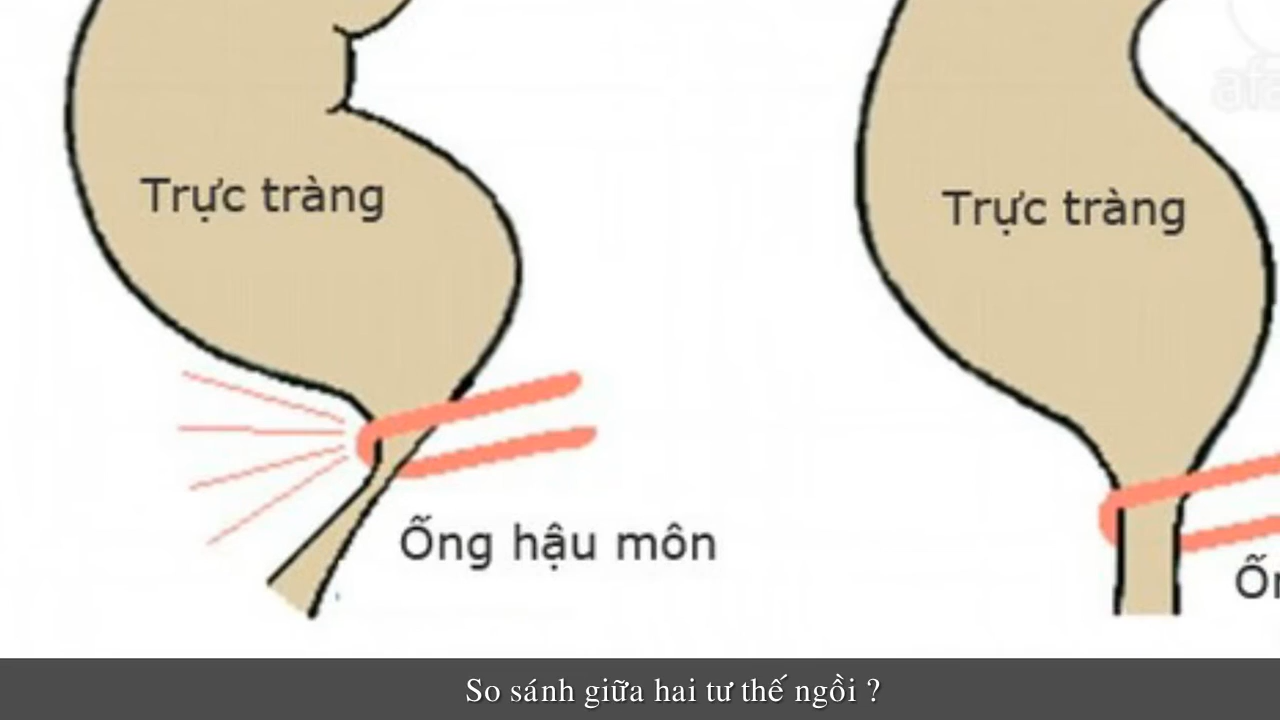 Trực tràng
Trực tràng
Ống hậu môn
So sánh giữa hai tư thế ngồi ?